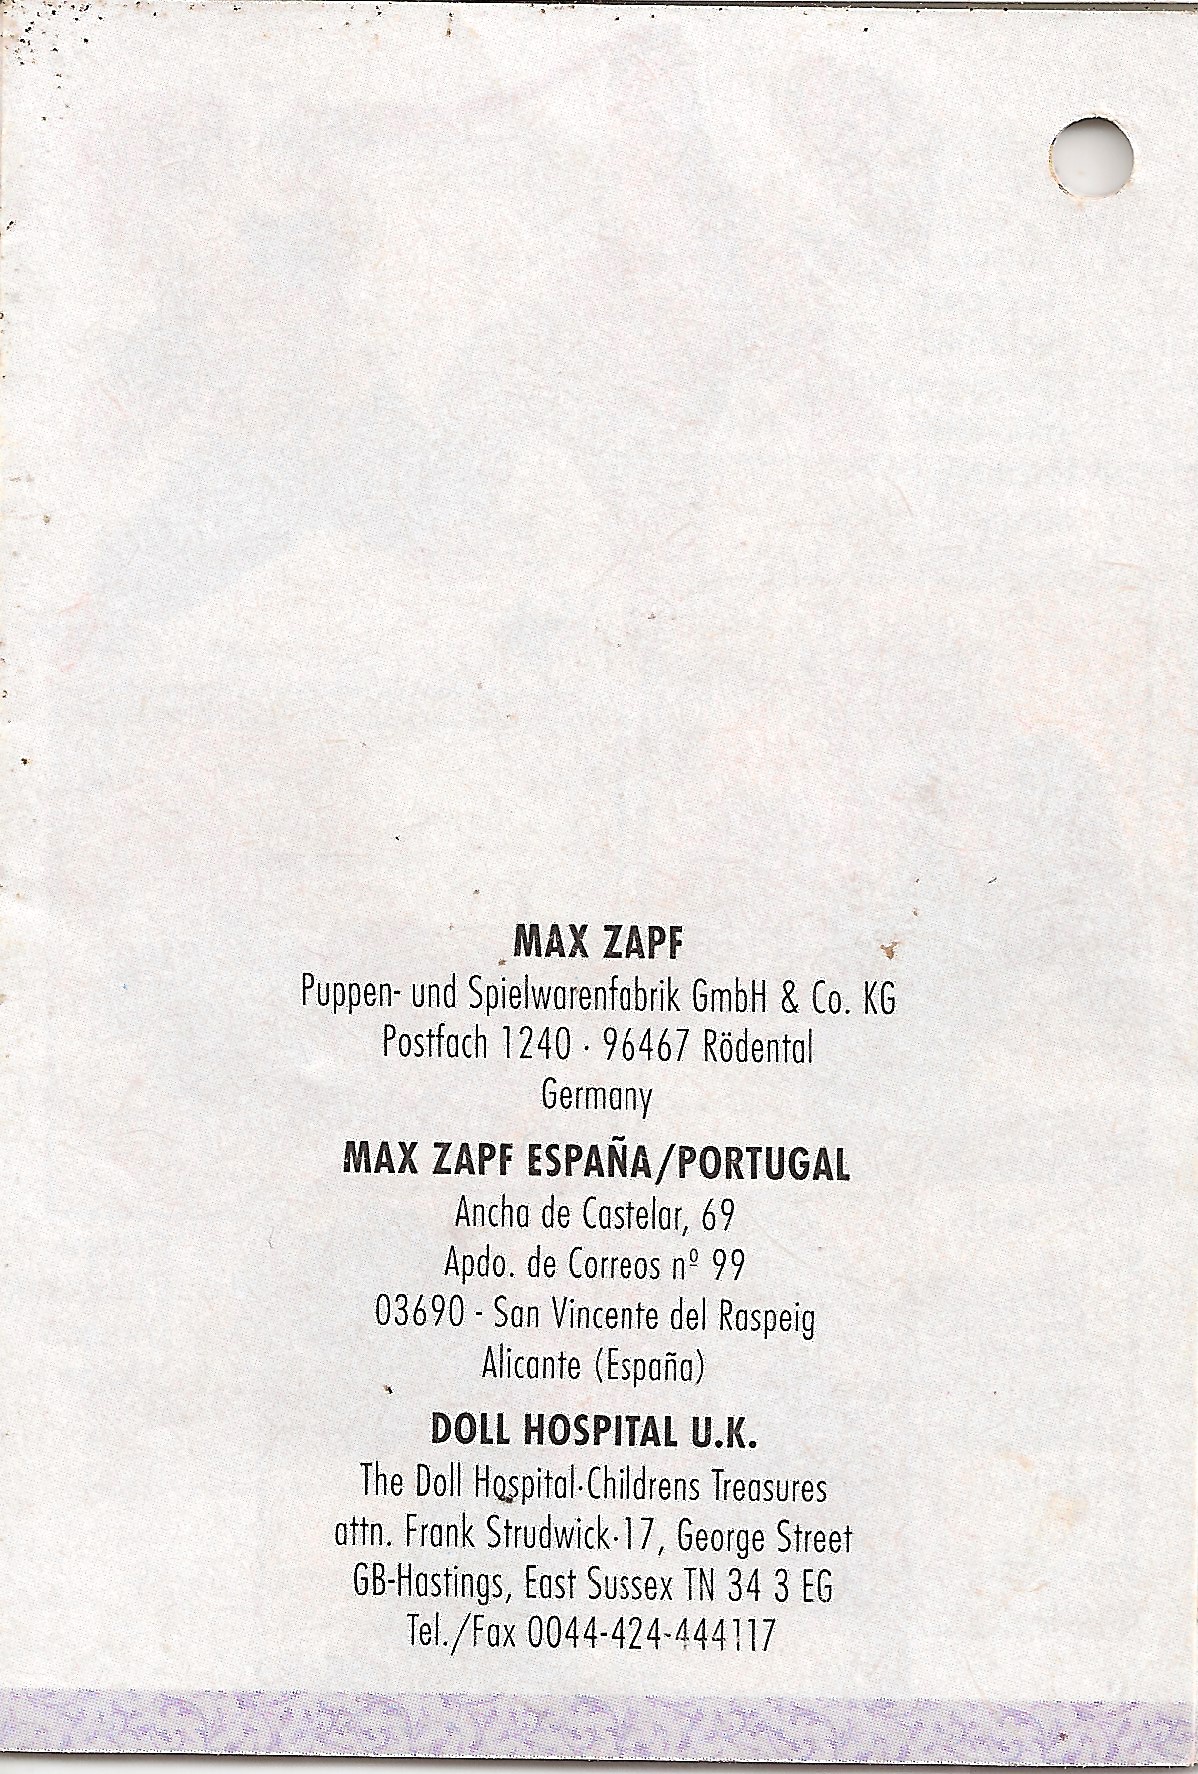 MAX ZAPF
Puppen- und Spielwarenfabrik GmbH & Co. KG
Postfach 1240 · 96467 Rödental
Germany
MAX ZAPF ESPAÑA/PORTUGAL
Ancha de Castelar, 69
Apdo. de Correos nº 99
03690 - San Vincente del Raspeig
Alicante (España)
DOLL HOSPITAL U.K.
The Doll Hospital·Childrens Treasures
attn. Frank Strudwick·17, George Street
GB-Hastings, East Sussex TN 34 3 EG
Tel./Fax 0044-424-444117